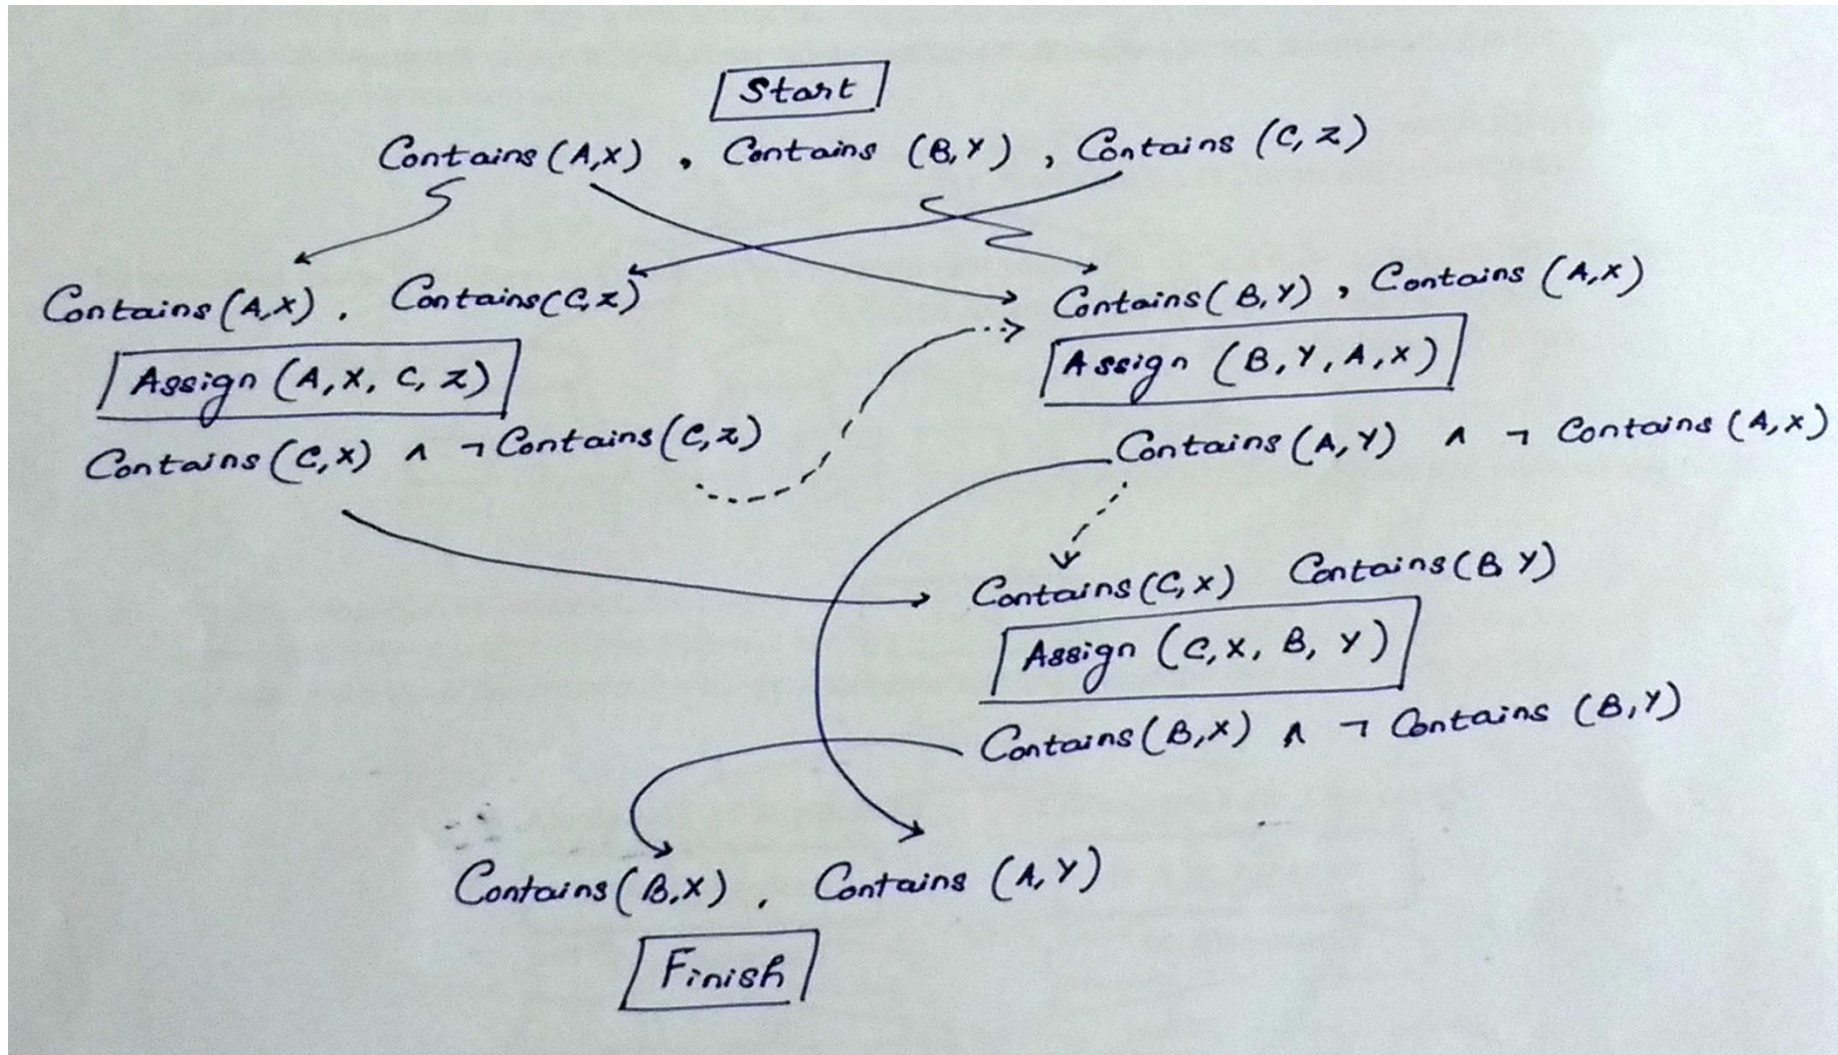 Start
Contains (A,X) , Contains (B,Y) , Contains (C, Z)
Contains (A,X) , Contains (C,Z)
Contains ( B, Y) , Contains (A,X)
Assign (A, X, C, Z)
Assign (B, Y, A, X)
Contains (C, X) ∧ ¬ Contains (C, Z)
Contains (A, Y) ∧ ¬ Contains (A, X)
Contains (C, X) Contains (B Y)
Assign (C, X, B, Y)
Contains (B, X) ∧ ¬ Contains (B, Y)
Contains ( B, X) , Contains (A, Y)
Finish